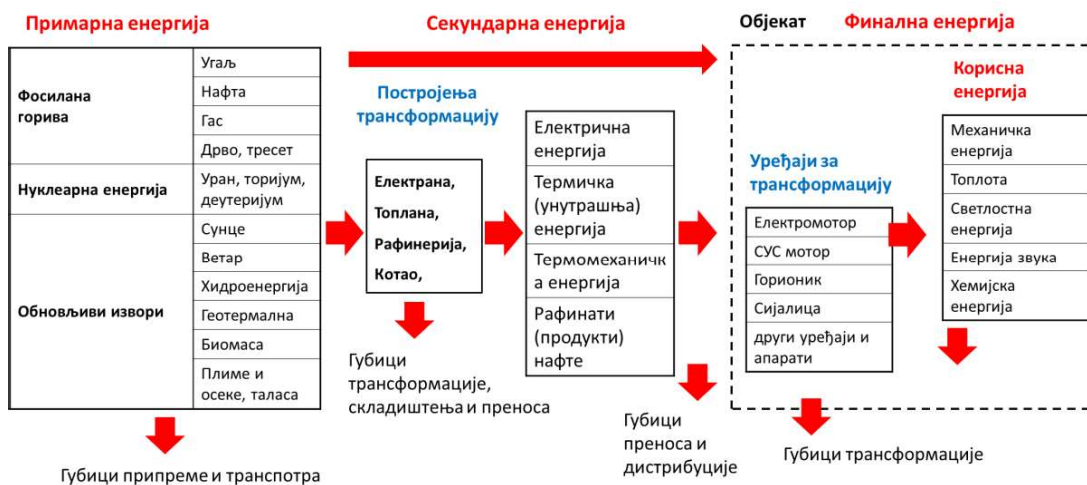 Примарна енергија
Секундарна енергија
Објекат
Финална енергија
Фосилана
горива
Угаљ
Нафта
Гас
Дрво, тресет
Нуклеарна енергија
Уран, торијум,
деутеријум
Обновљиви извори
Сунце
Ветар
Хидроенергија
Геотермална
Биомаса
Плиме и
осеке, таласа
Губици припреме и транспотра
Постројења
трансформацију
Електрана,
Топлана,
Рафинерија,
Котао,
Губици
трансформације,
складиштења и преноса
Електрична
енергија
Термичка
(унутрашња)
енергија
Термомеханичк
а енергија
Рафинати
(продукти)
нафте
Губици
преноса и
дистрибуције
Уређаји за
трансформацију
Електромотор
СУС мотор
Горионик
Сијалица
други уређаји и
апарати
Губици трансформације
Корисна
енергија
Механичка
енергија
Топлота
Светлостна
енергија
Енергија звука
Хемијска
енергија